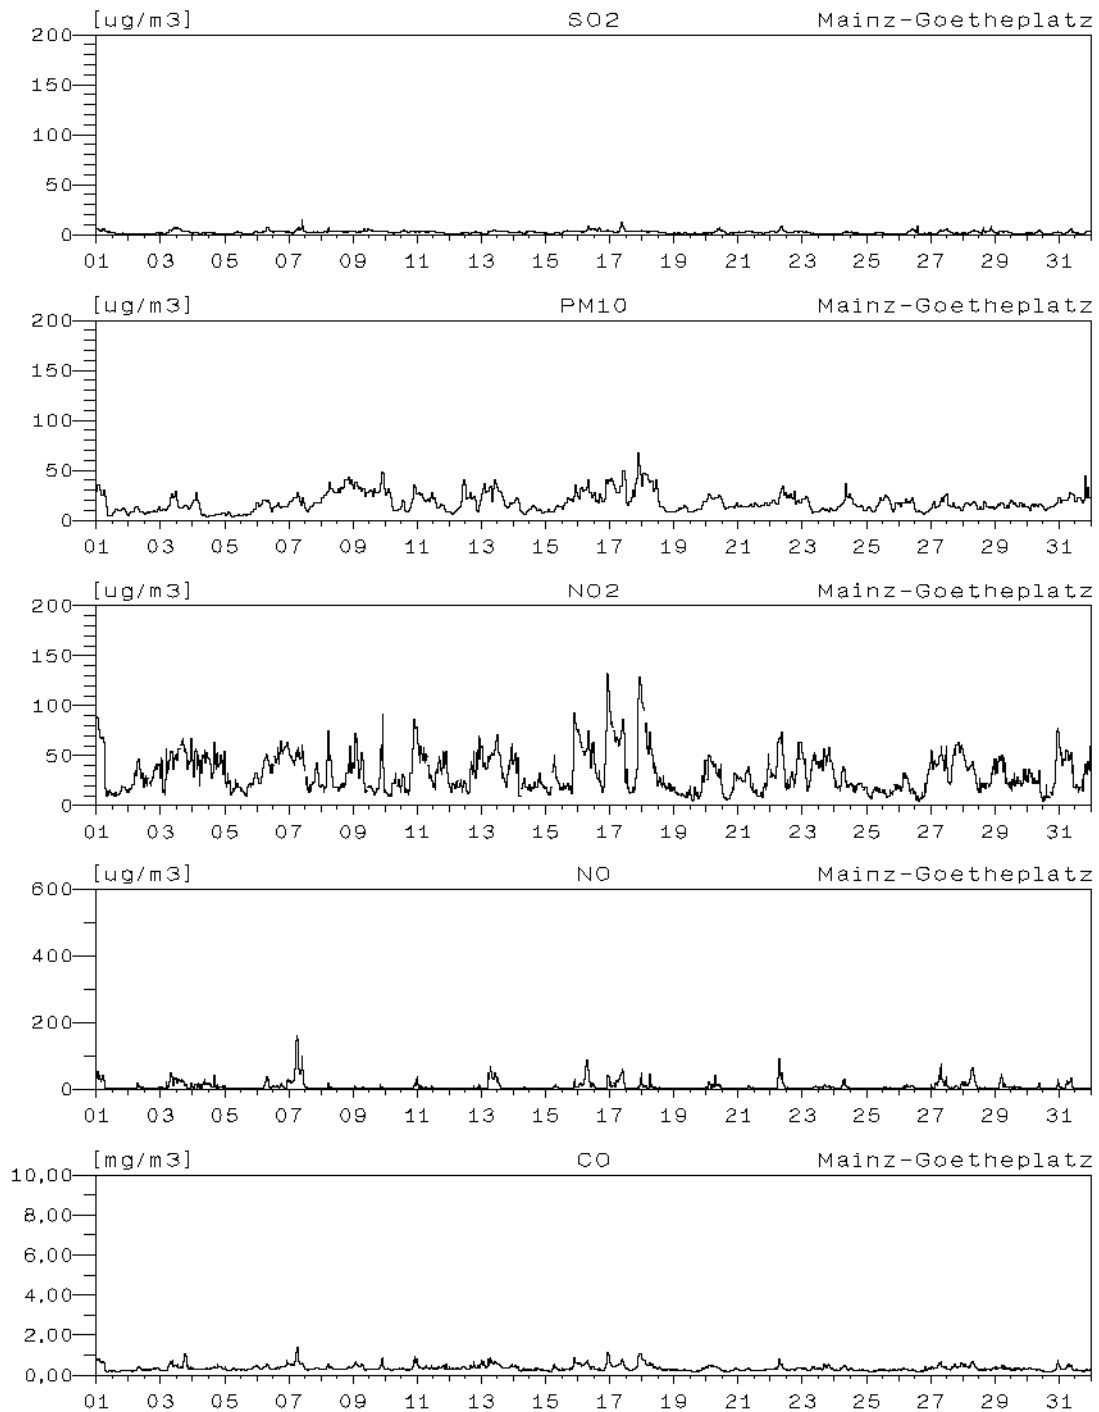 [ug/m3] SO2 Mainz-Goetheplatz
200
150
100
50
0
01 03 05 07 09 11 13 15 17 19 21 23 25 27 29 31
[ug/m3] PM10 Mainz-Goetheplatz
200
150
100
50
0
01 03 05 07 09 11 13 15 17 19 21 23 25 27 29 31
[ug/m3] NO2 Mainz-Goetheplatz
200
150
100
50
0
01 03 05 07 09 11 13 15 17 19 21 23 25 27 29 31
[ug/m3] NO Mainz-Goetheplatz
600
400
200
0
01 03 05 07 09 11 13 15 17 19 21 23 25 27 29 31
[mg/m3] CO Mainz-Goetheplatz
10,00
8,00
6,00
4,00
2,00
0,00
01 03 05 07 09 11 13 15 17 19 21 23 25 27 29 31